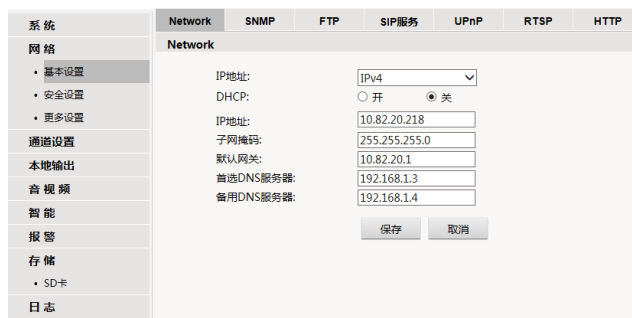 系 统
网 络
• 基本设置
• 安全设置
• 更多设置
通道设置
本地输出
音 视 频
智 能
报 警
存 储
• SD卡
日 志
Network SNMP FTP SIP服务 UPnP RTSP HTTP
Network
IP地址: IPv4
DHCP: 开 关
IP地址: 10.82.20.218
子网掩码: 255.255.255.0
默认网关: 10.82.20.1
首选DNS服务器: 192.168.1.3
备用DNS服务器: 192.168.1.4
保存 取消